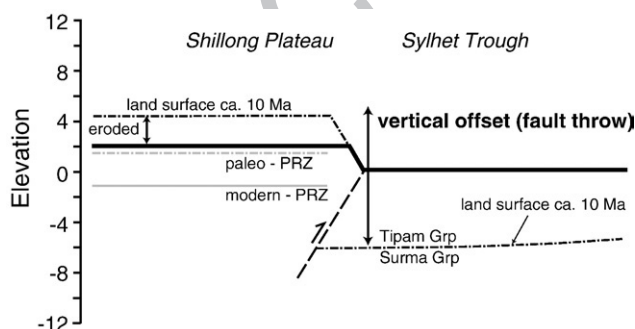 Shillong Plateau
Sylhet Trough
Elevation
12
8
4
0
-4
-8
-12
land surface ca. 10 Ma
eroded
vertical offset (fault throw)
paleo - PRZ
modern - PRZ
land surface ca. 10 Ma
Tipam Grp
Surma Grp